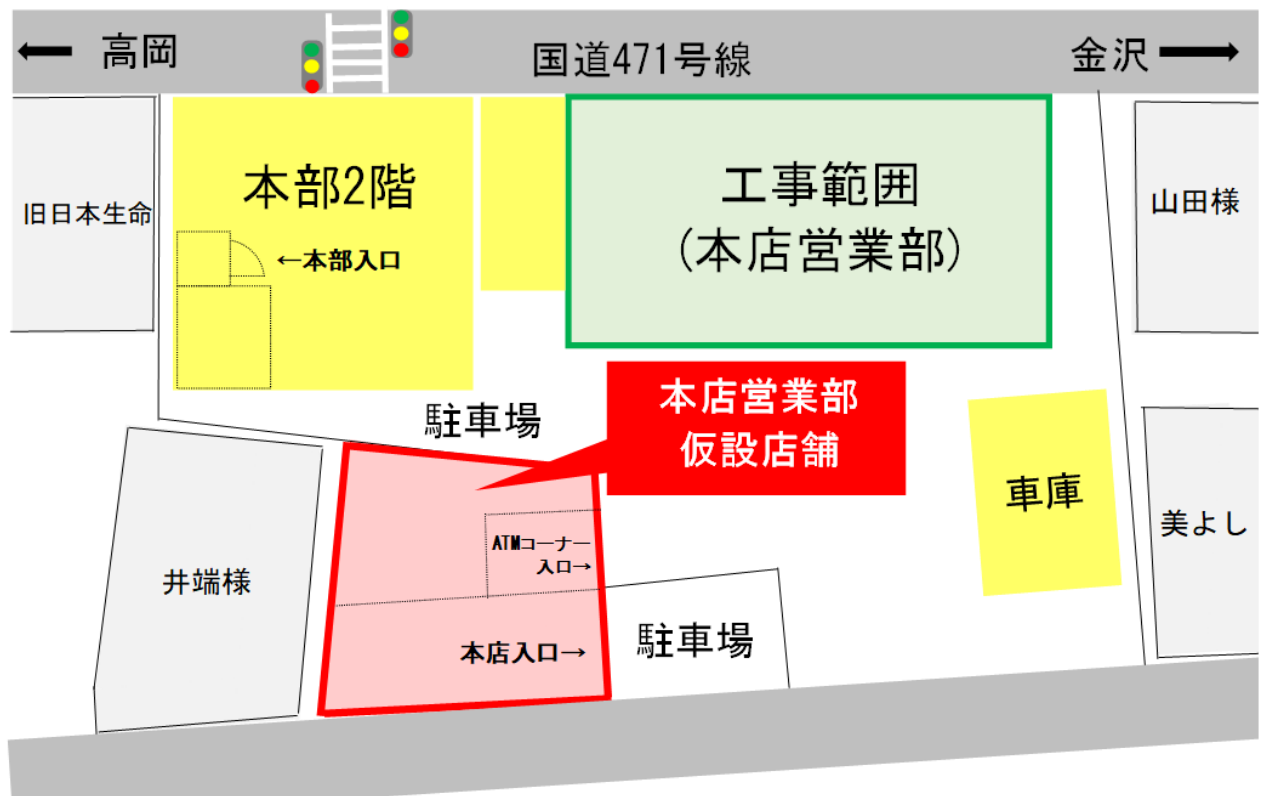 ← 高岡
国道471号線
金沢 →
旧日本生命
本部2階
←本部入口
工事範囲
(本店営業部)
山田様
駐車場
本店営業部
仮設店舗
車庫
美よし
井端様
ATMコーナー
入口→
本店入口→
駐車場